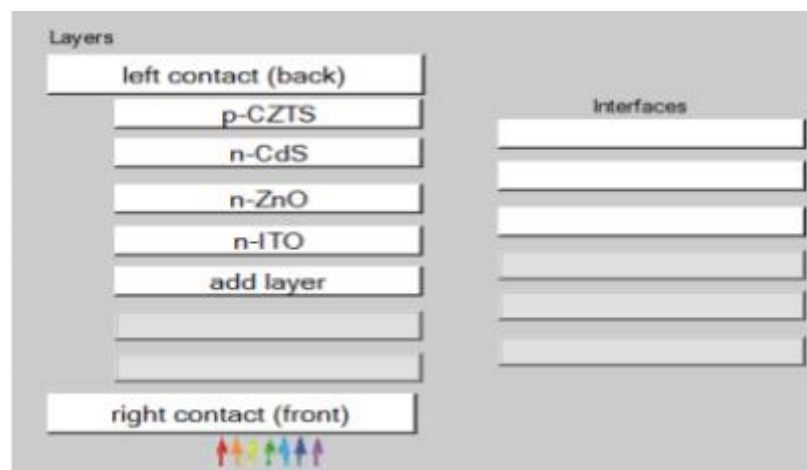 Layers
left contact (back)
p-CZTS
Interfaces
n-CdS
n-ZnO
n-ITO
add layer
right contact (front)